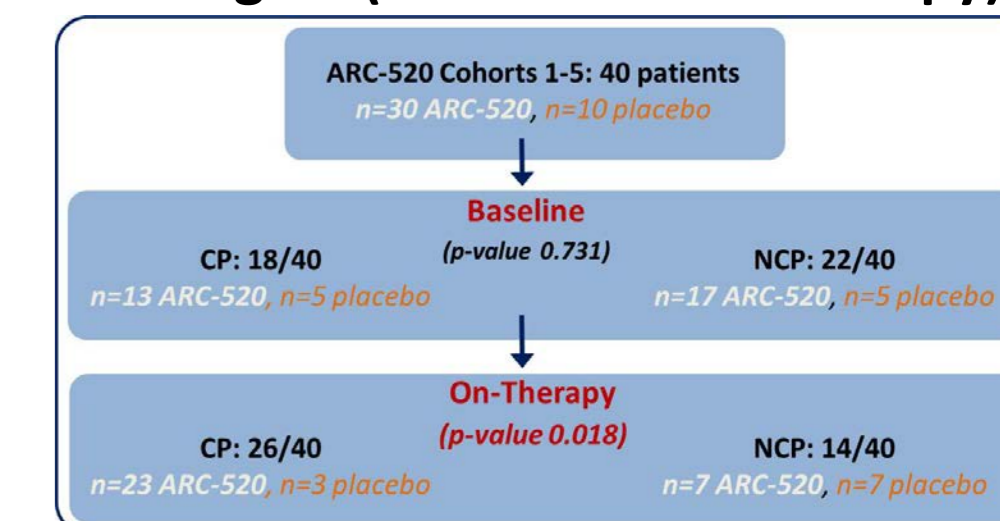 ARC-520 Cohorts 1-5: 40 patients
n=30 ARC-520, n=10 placebo
Baseline
(p-value 0.731)
CP: 18/40
n=13 ARC-520, n=5 placebo
NCP: 22/40
n=17 ARC-520, n=5 placebo
On-Therapy
(p-value 0.018)
CP: 26/40
n=23 ARC-520, n=3 placebo
NCP: 14/40
n=7 ARC-520, n=7 placebo